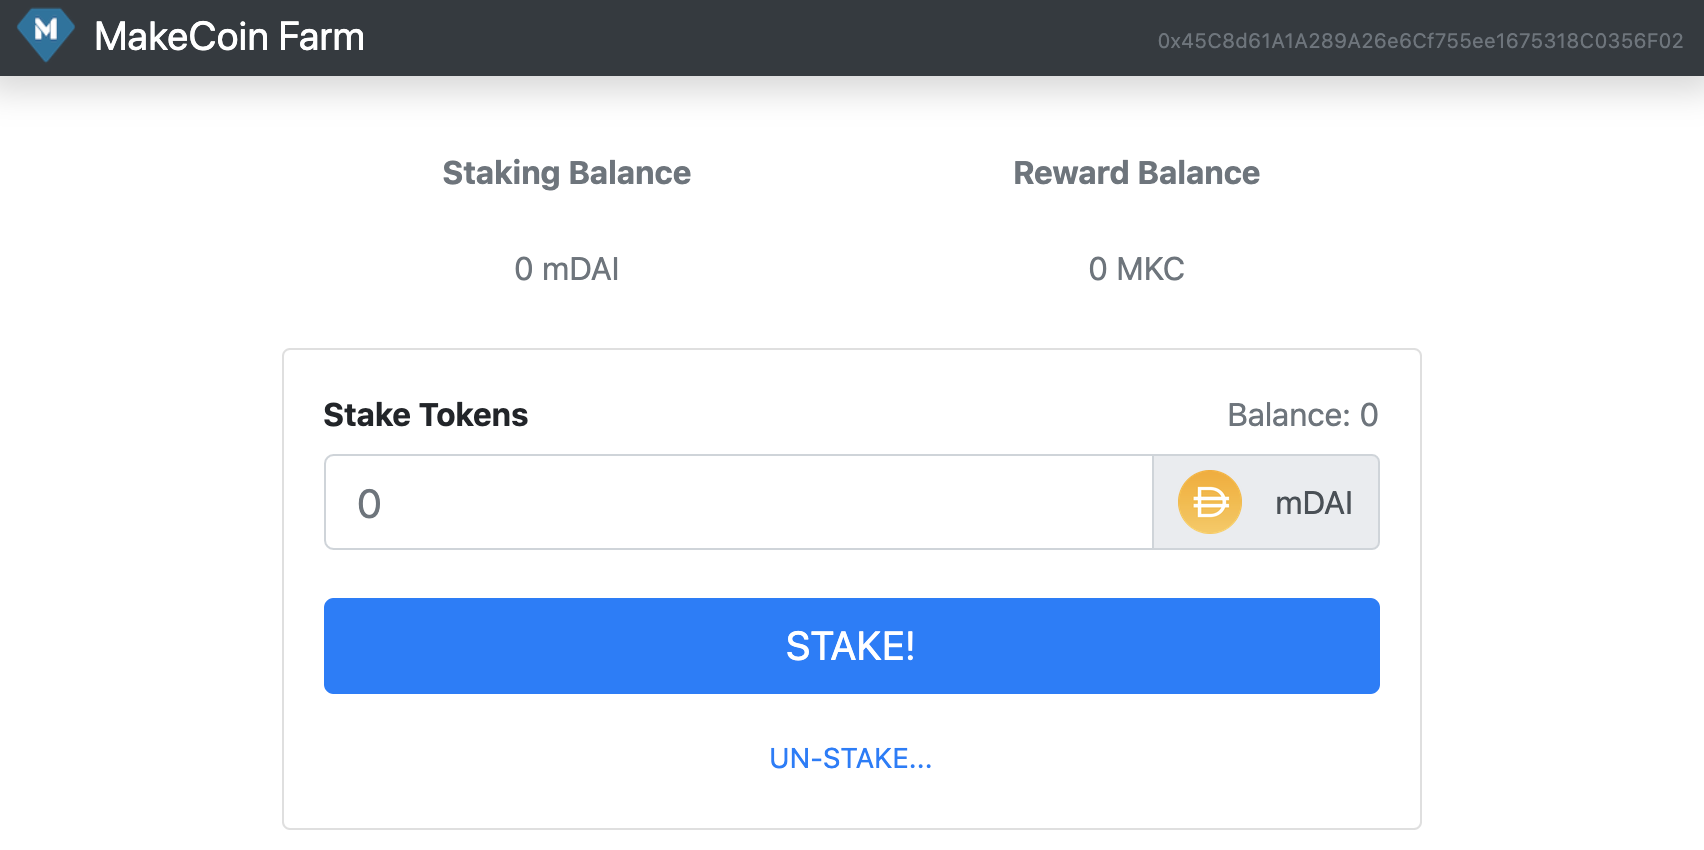 M MakeCoin Farm
0x45C8d61A1A289A26e6Cf755ee1675318C0356F02
Staking Balance
Reward Balance
0 mDAI
0 MKC
Stake Tokens
Balance: 0
0
mDAI
STAKE!
UN-STAKE...